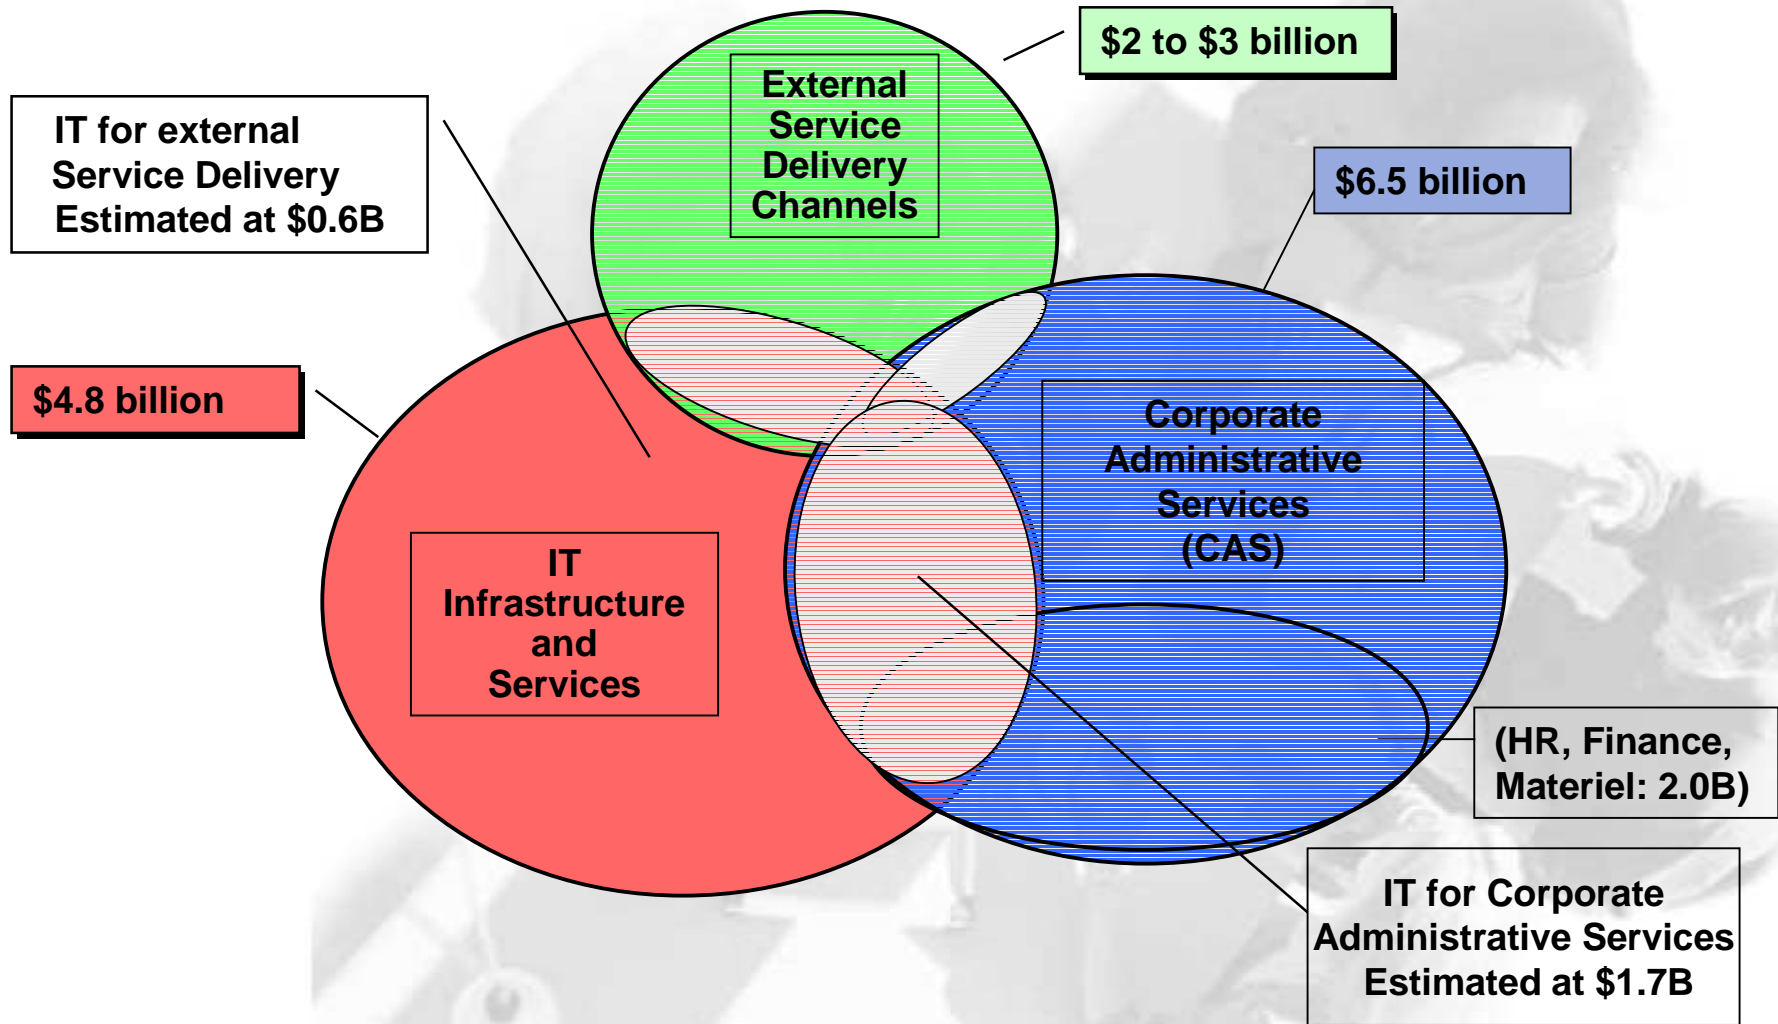 $2 to $3 billion
External
Service
Delivery
Channels
IT for external
Service Delivery
Estimated at $0.6B
$6.5 billion
$4.8 billion
Corporate
Administrative
Services
(CAS)
IT
Infrastructure
and
Services
(HR, Finance,
Materiel: 2.0B)
IT for Corporate
Administrative Services
Estimated at $1.7B